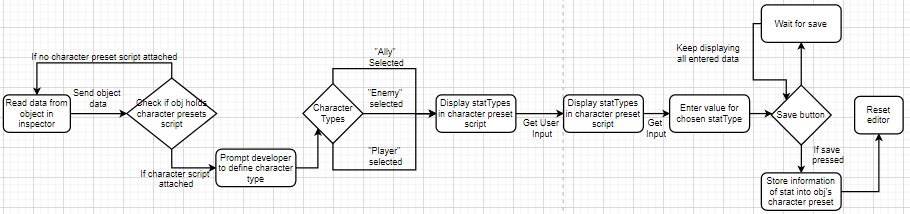 If no character preset script attached
Read data from
object in
inspector
Send object
data
Check if obj holds
character presets
script
If character script
attached
Prompt developer
to define character
type
Character
Types
"Ally"
Selected
"Enemy"
selected
"Player"
selected
Display statTypes
in character preset
script
Get User
Input
Display statTypes
in character preset
script
Get
Input
Enter value for
chosen statType
Wait for save
Keep displaying
all entered data
Save button
If save
pressed
Store information
of stat into obj's
character preset
Reset
editor